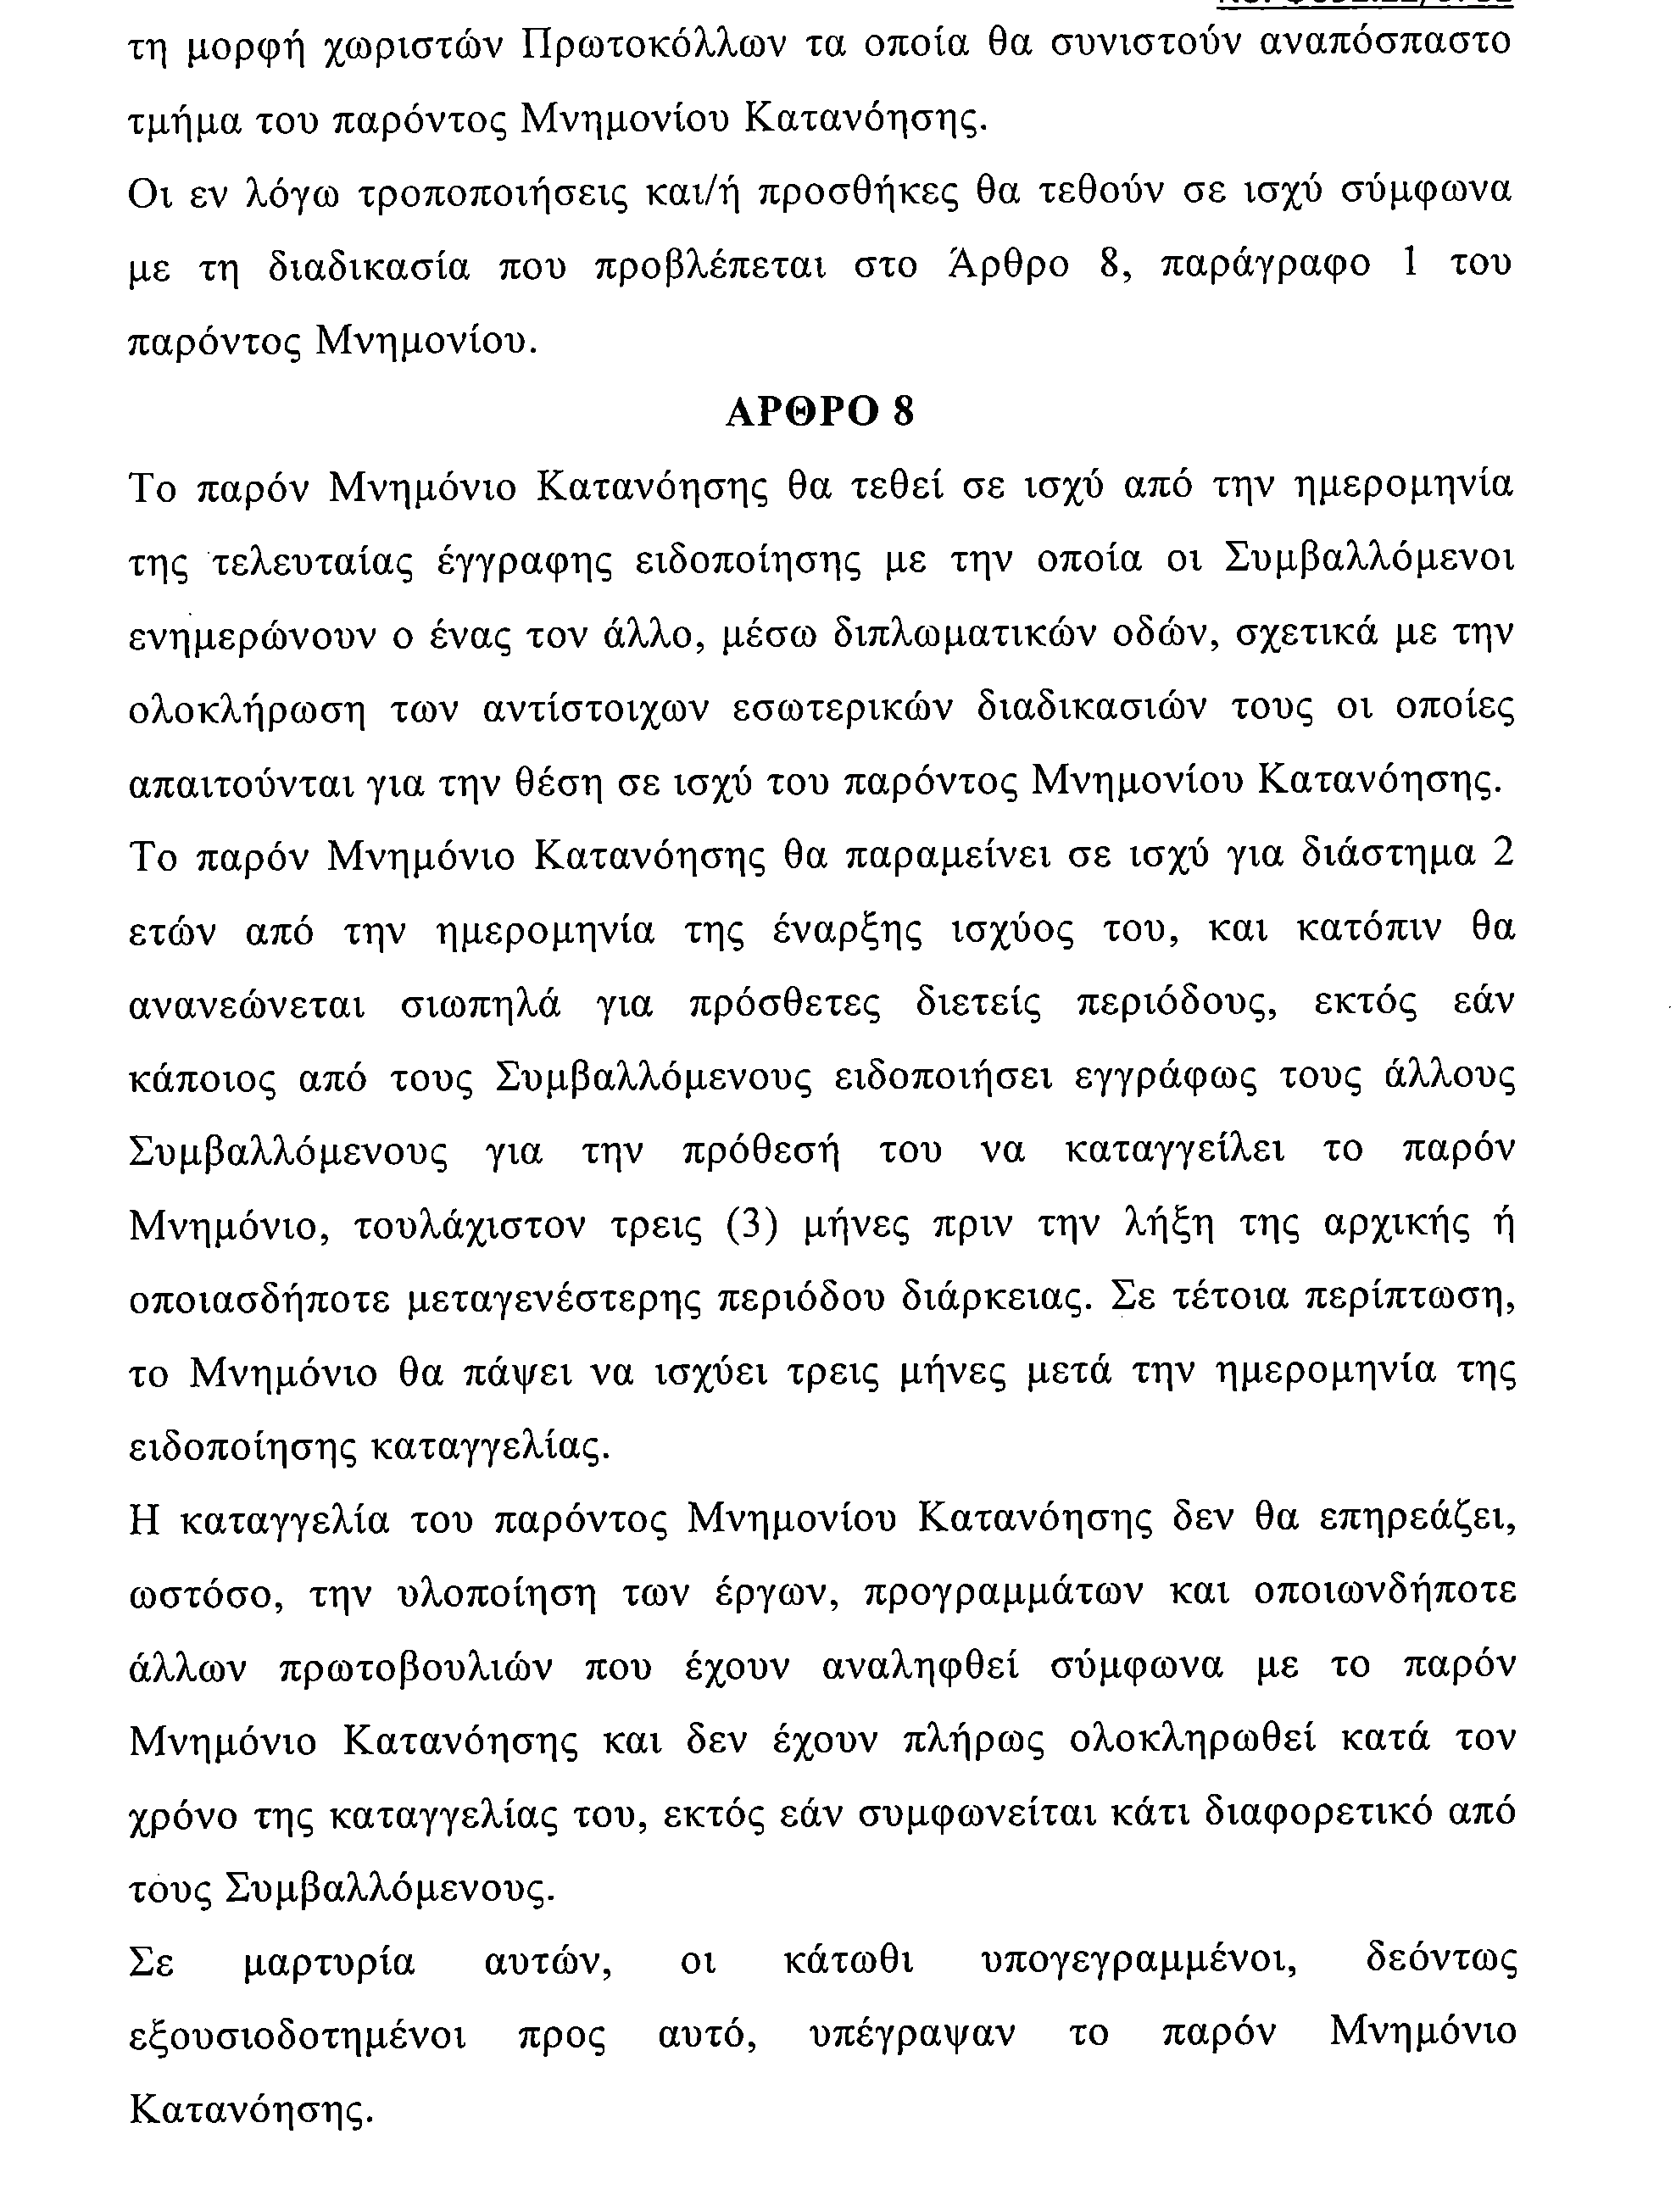 τη μορφή χωριστών Πρωτοκόλλων τα οποία θα συνιστούν αναπόσπαστο
τμήμα του παρόντος Μνημονίου Κατανόησης.
Οι εν λόγω τροποποιήσεις και/ή προσθήκες θα τεθούν σε ισχύ σύμφωνα
με τη διαδικασία που προβλέπεται στο Άρθρο 8, παράγραφο 1 του
παρόντος Μνημονίου.
ΑΡΘΡΟ 8
Το παρόν Μνημόνιο Κατανόησης θα τεθεί σε ισχύ από την ημερομηνία
της τελευταίας έγγραφης ειδοποίησης με την οποία οι Συμβαλλόμενοι
ενημερώνουν ο ένας τον άλλο, μέσω διπλωματικών οδών, σχετικά με την
ολοκλήρωση των αντίστοιχων εσωτερικών διαδικασιών τους οι οποίες
απαιτούνται για την θέση σε ισχύ του παρόντος Μνημονίου Κατανόησης.
Το παρόν Μνημόνιο Κατανόησης θα παραμείνει σε ισχύ για διάστημα 2
ετών από την ημερομηνία της έναρξης ισχύος του, και κατόπιν θα
ανανεώνεται σιωπηλά για πρόσθετες διετείς περιόδους, εκτός εάν
κάποιος από τους Συμβαλλόμενους ειδοποιήσει εγγράφως τους άλλους
Συμβαλλόμενους για την πρόθεσή του να καταγγείλει το παρόν
Μνημόνιο, τουλάχιστον τρεις (3) μήνες πριν την λήξη της αρχικής ή
οποιασδήποτε μεταγενέστερης περιόδου διάρκειας. Σε τέτοια περίπτωση,
το Μνημόνιο θα πάψει να ισχύει τρεις μήνες μετά την ημερομηνία της
ειδοποίησης καταγγελίας.
Η καταγγελία του παρόντος Μνημονίου Κατανόησης δεν θα επηρεάζει,
ωστόσο, την υλοποίηση των έργων, προγραμμάτων και οποιωνδήποτε
άλλων πρωτοβουλιών που έχουν αναληφθεί σύμφωνα με το παρόν
Μνημόνιο Κατανόησης και δεν έχουν πλήρως ολοκληρωθεί κατά τον
χρόνο της καταγγελίας του, εκτός εάν συμφωνείται κάτι διαφορετικό από
τους Συμβαλλόμενους.
Σε μαρτυρία αυτών, οι κάτωθι υπογεγραμμένοι, δεόντως
εξουσιοδοτημένοι προς αυτό, υπέγραψαν το παρόν Μνημόνιο
Κατανόησης.